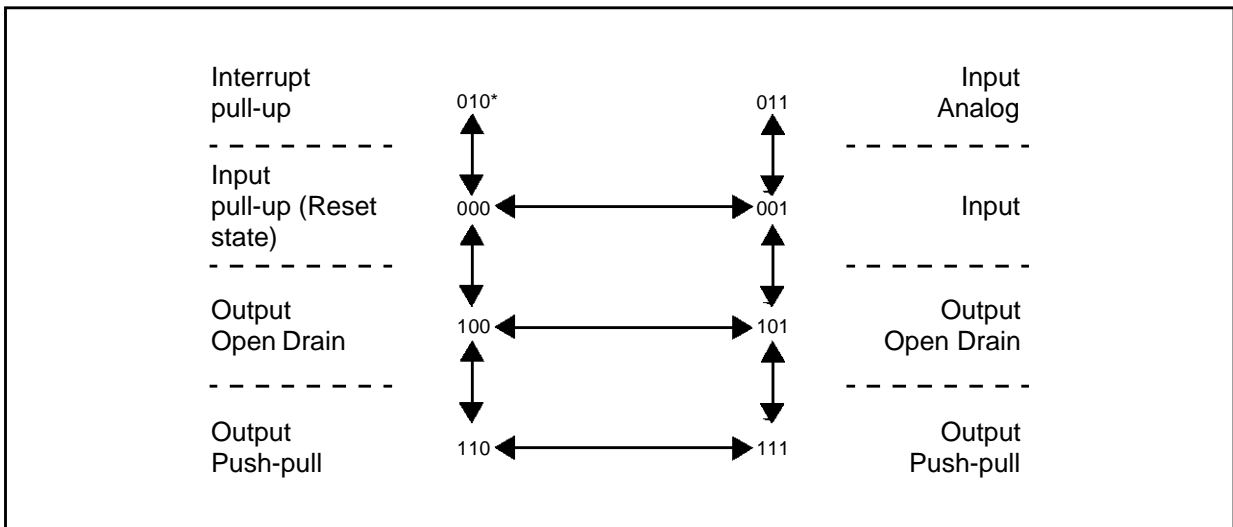 Interrupt
pull-up
010*
011
Input
Analog
Input
pull-up (Reset
state)
000
001
Input
Output
Open Drain
100
101
Output
Open Drain
Output
Push-pull
110
111
Output
Push-pull